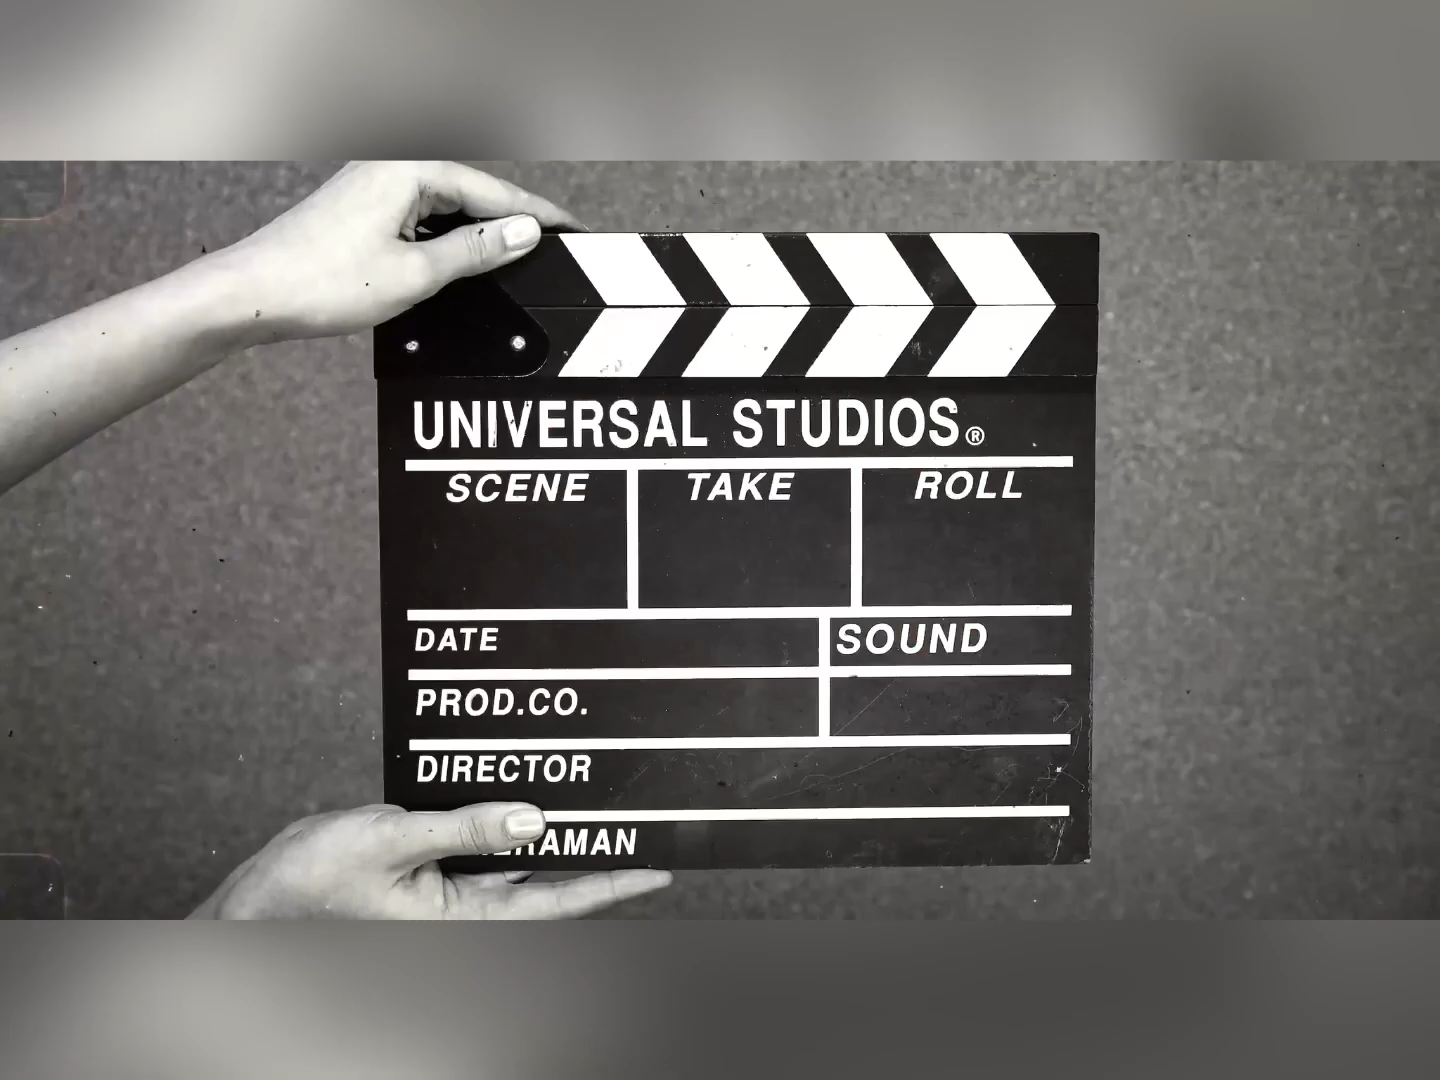 UNIVERSAL STUDIOS®
SCENE TAKE ROLL
DATE SOUND
PROD.CO.
DIRECTOR